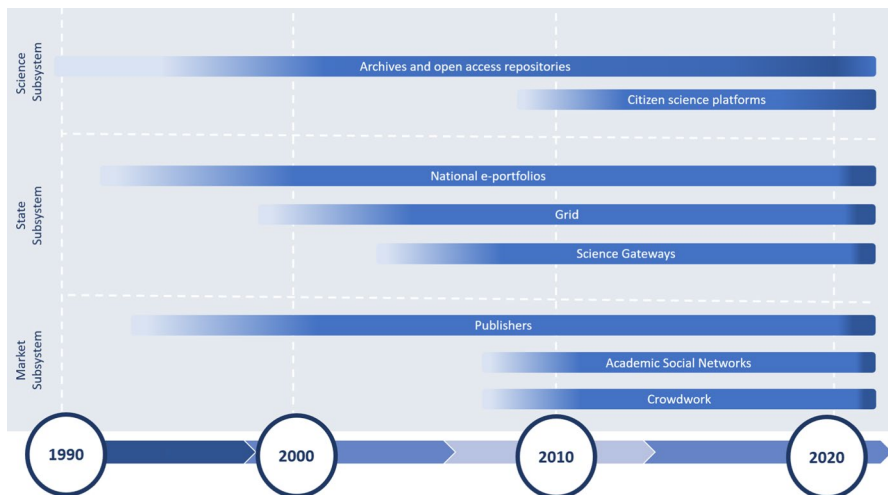 Science
Subsystem
Archives and open access repositories
Citizen science platforms
State
Subsystem
National e-portfolios
Grid
Science Gateways
Market
Subsystem
Publishers
Academic Social Networks
Crowdwork
1990
2000
2010
2020